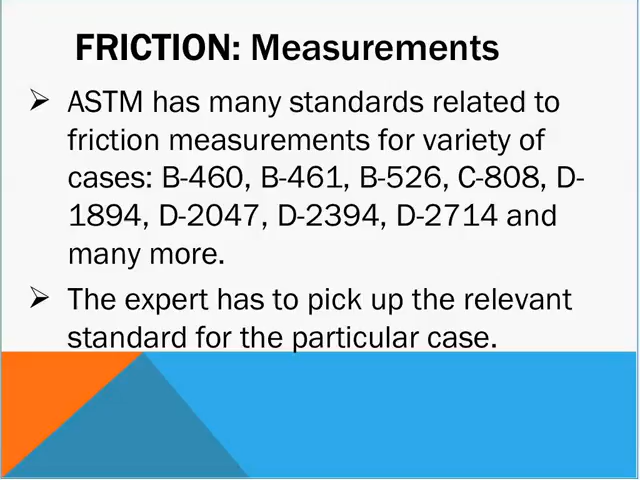 FRICTION: Measurements
➢ ASTM has many standards related to
friction measurements for variety of
cases: B-460, B-461, B-526, C-808, D-
1894, D-2047, D-2394, D-2714 and
many more.
➢ The expert has to pick up the relevant
standard for the particular case.